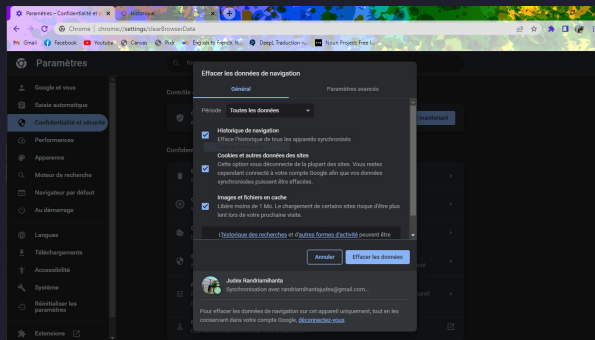 Paramètres – Confidentialité et s
Historique
Chrome | chrome://settings/clearBrowserData
Gmail
Facebook
Youtube
Canvas
Pixlr
English to French, N...
DeepL Traduction –...
Noun Project: Free I...
Paramètres
Google et vous
Saisie automatique
Confidentialité et sécurité
Performances
Apparence
Moteur de recherche
Navigateur par défaut
Au démarrage
Langues
Téléchargements
Accessibilité
Système
Réinitialiser les
paramètres
Extensions
Contrôle
maintenant
Confident
Effacer les données de navigation
Général
Paramètres avancés
Période
Toutes les données
Historique de navigation
Efface l'historique de tous les appareils synchronisés
Cookies et autres données des sites
Cette option vous déconnecte de la plupart des sites. Vous restez
cependant connecté à votre compte Google afin que vos données
synchronisées puissent être effacées.
Images et fichiers en cache
Libère moins de 1 Mo. Le chargement de certains sites risque d'être plus
lent lors de votre prochaine visite.
L'historique des recherches et d'autres formes d'activité peuvent être
Annuler
Effacer les données
Judex Randriamihanta
Synchronisation avec randriamihantajudex@gmail.com...
Pour effacer les données de navigation sur cet appareil uniquement, tout en les
conservant dans votre compte Google, déconnectez-vous.